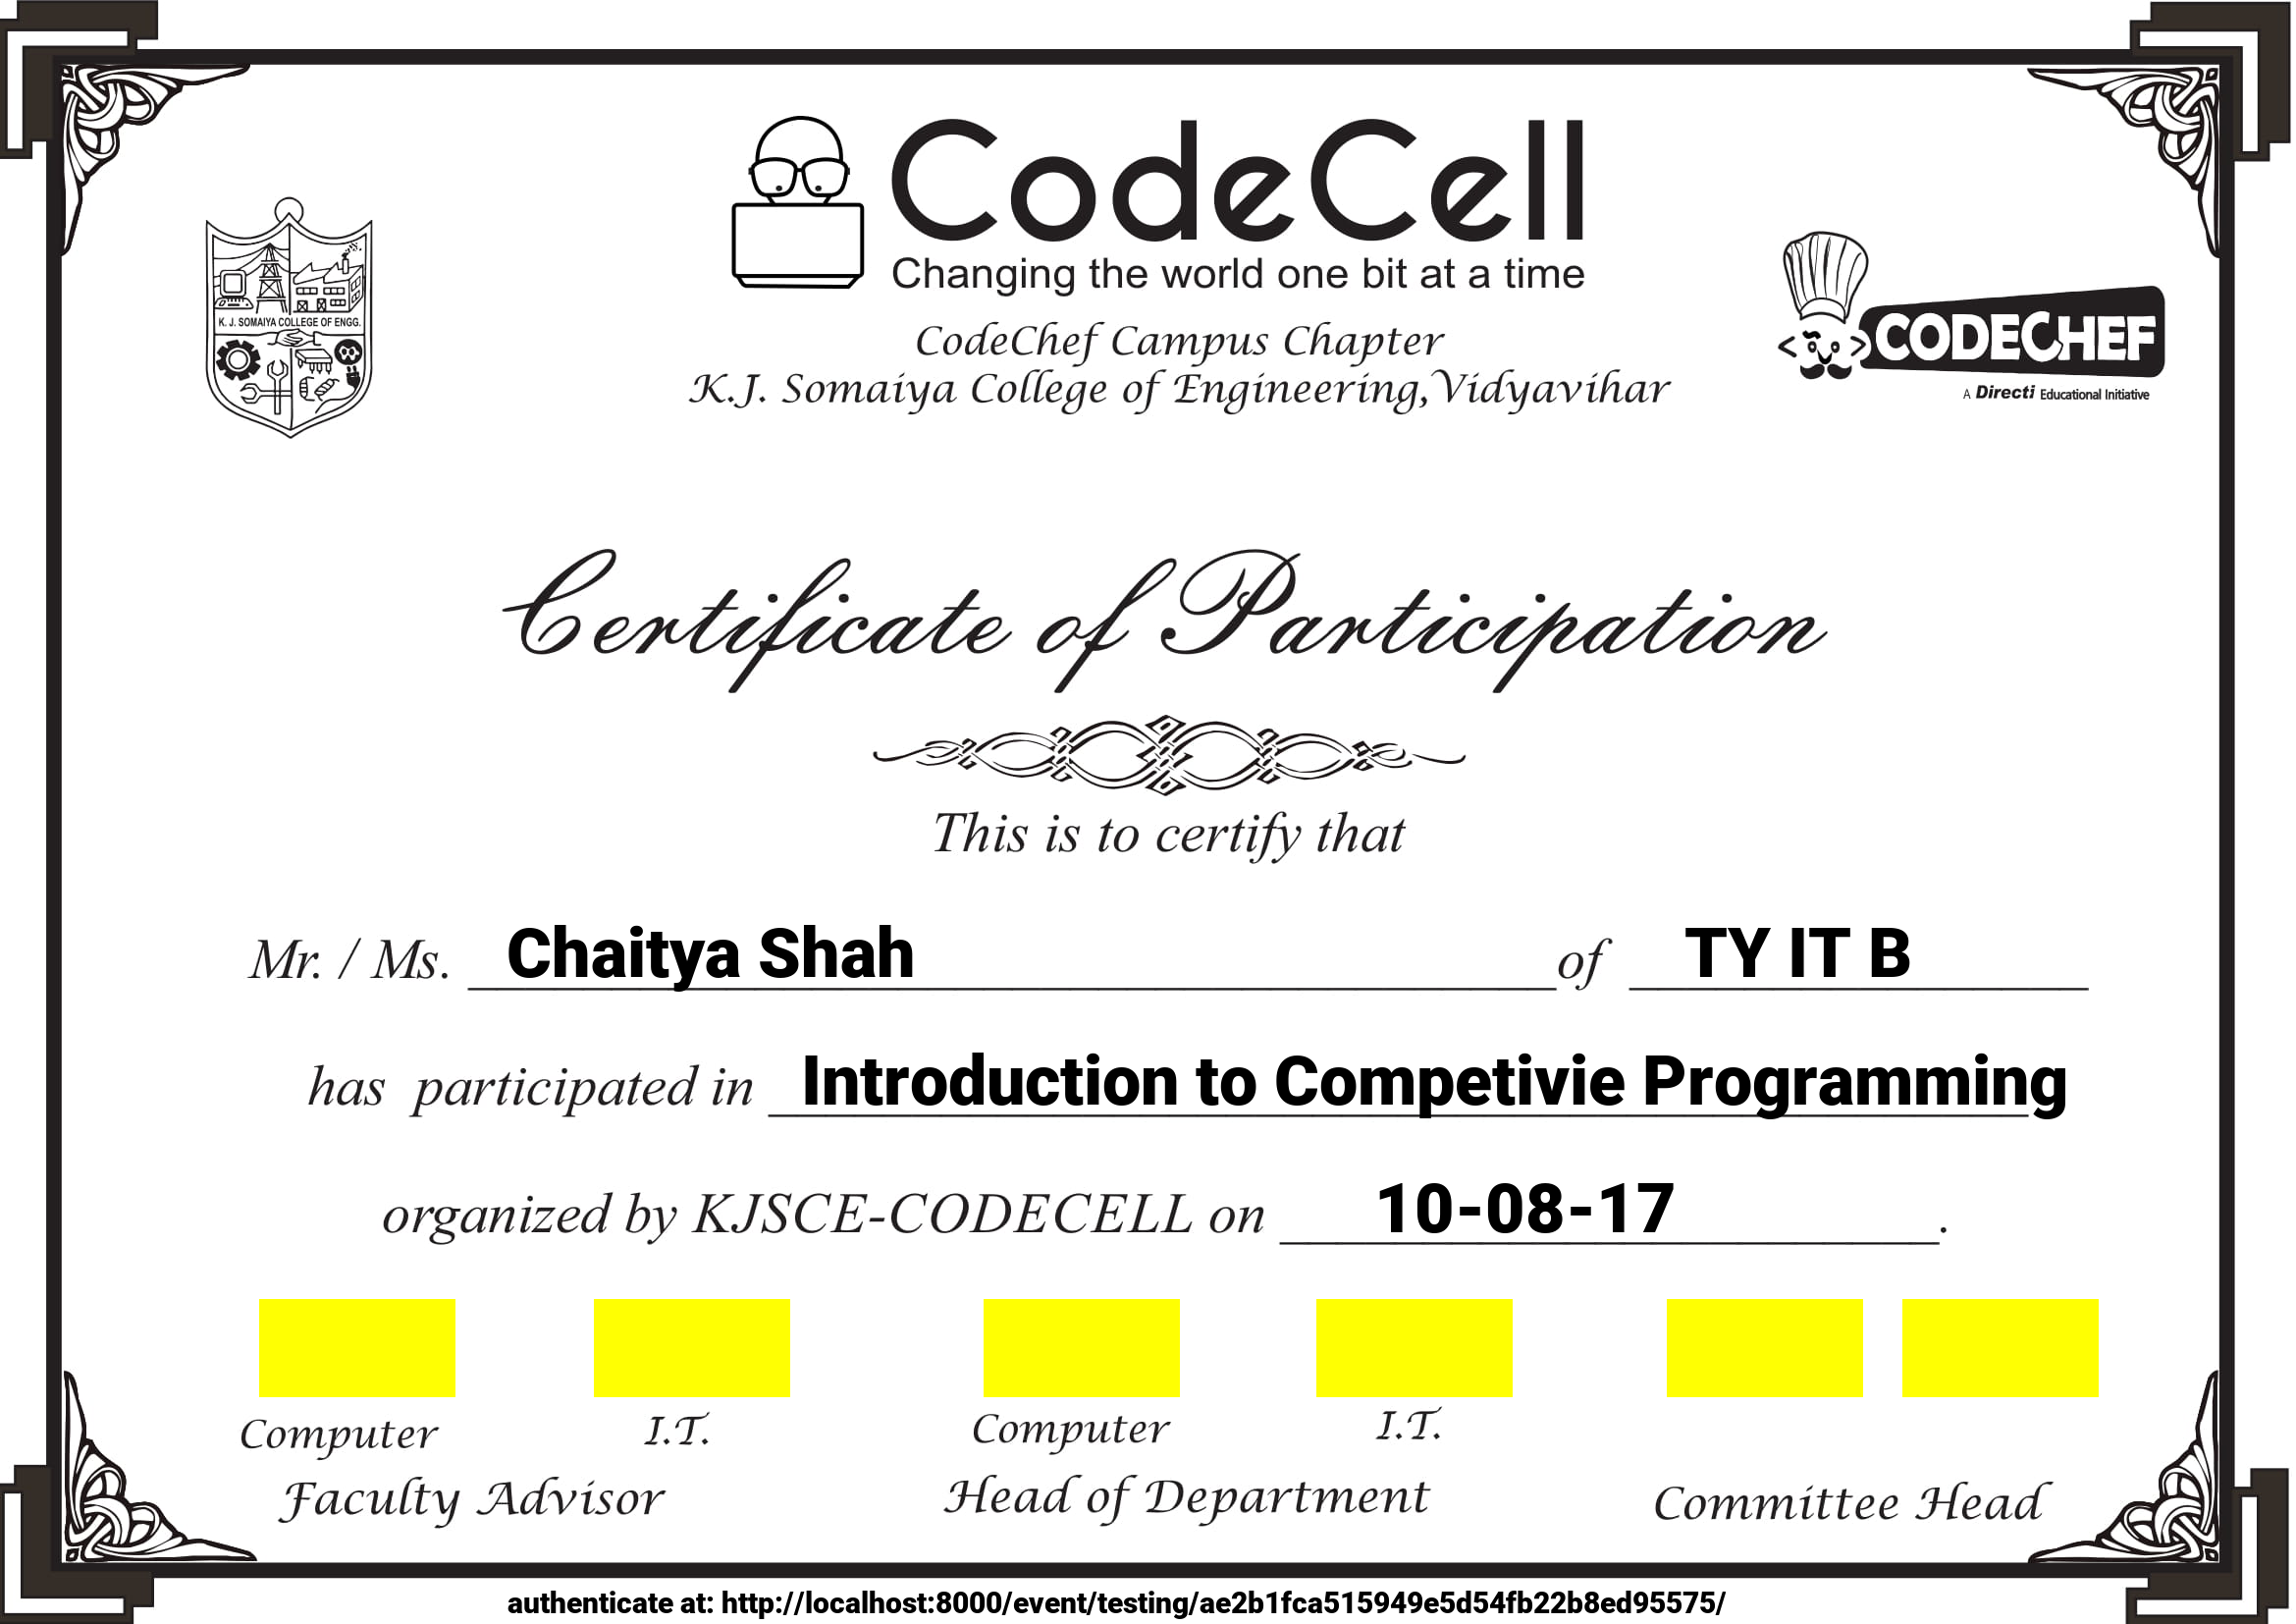 CodeCell
Changing the world one bit at a time
CodeChef Campus Chapter
K.J. Somaiya College of Engineering,Vidyavihar
K. J. SOMAIYA COLLEGE OF ENGG.
CODECHEF
A Directi Educational Initiative
Certificate of Participation
This is to certify that
Mr. / Ms. Chaitya Shah of TY IT B
has participated in Introduction to Competivie Programming
organized by KJSCE-CODECELL on 10-08-17.
Computer I.T. Computer I.T.
Faculty Advisor Head of Department Committee Head
authenticate at: http://localhost:8000/event/testing/ae2b1fca515949e5d54fb22b8ed95575/